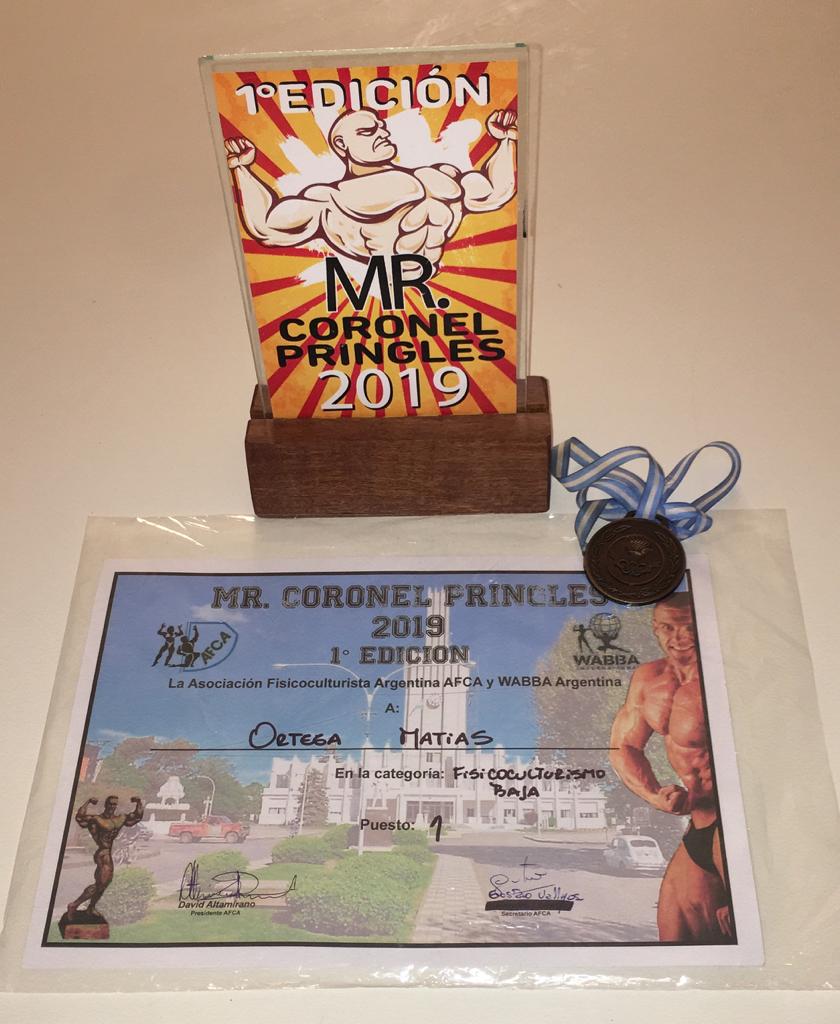 1º EDICIÓN
MR.
CORONEL
PRINGLES
2019
MR. CORONEL PRINGLES
2019
1° EDICION
AFCA
WABBA
La Asociación Fisicoculturista Argentina AFCA y WABBA Argentina
A:
ORTEGA MATIAS
En la categoría: FISICOCULTURISMO
BAJA
Puesto: 1
David Altamirano
Presidente AFCA
Secretario AFCA